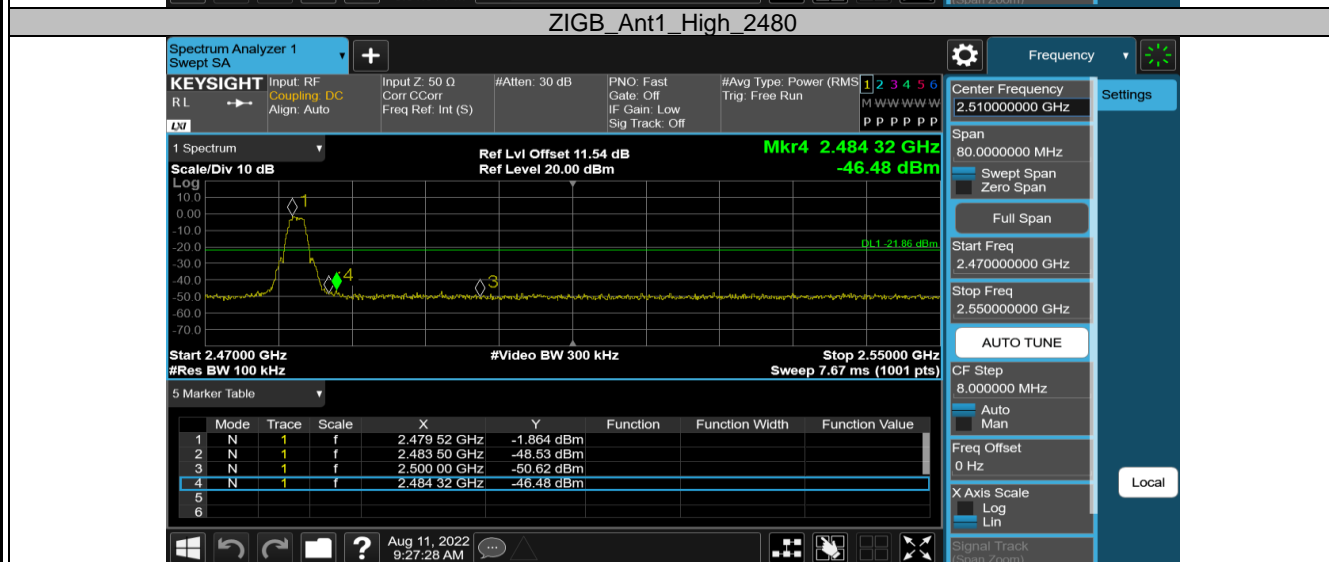 (Span Zoom)
ZIGB_Ant1_High_2480
Spectrum Analyzer 1
Swept SA
+
Frequency
KEYSIGHT
RL
LXI
Input: RF
Coupling: DC
Align: Auto
Input Z: 50 Ω
Corr CCorr
Freq Ref: Int (S)
#Atten: 30 dB
PNO: Fast
Gate: Off
IF Gain: Low
Sig Track: Off
#Avg Type: Power (RMS
Trig: Free Run
1 2 3 4 5 6
M W W W W W
P P P P P P
Center Frequency
2.510000000 GHz
Settings
Span
80.0000000 MHz
Swept Span
Zero Span
Full Span
Start Freq
2.470000000 GHz
Stop Freq
2.550000000 GHz
AUTO TUNE
CF Step
8.000000 MHz
Auto
Man
Freq Offset
0 Hz
X Axis Scale
Log
Lin
Signal Track
(Span Zoom)
Local
1 Spectrum
Scale/Div 10 dB
Ref Lvl Offset 11.54 dB
Ref Level 20.00 dBm
Mkr4 2.484 32 GHz
-46.48 dBm
Log
10.0
0.00
-10.0
-20.0
-30.0
-40.0
-50.0
-60.0
-70.0
1
4
3
DL1 -21.86 dBm
Start 2.47000 GHz
#Video BW 300 kHz
Stop 2.55000 GHz
#Res BW 100 kHz
Sweep 7.67 ms (1001 pts)
5 Marker Table
Mode Trace Scale X Y Function Function Width Function Value
1 N 1 f 2.479 52 GHz -1.864 dBm
2 N 1 f 2.483 50 GHz -48.53 dBm
3 N 1 f 2.500 00 GHz -50.62 dBm
4 N 1 f 2.484 32 GHz -46.48 dBm
5
6
?
Aug 11, 2022
9:27:28 AM